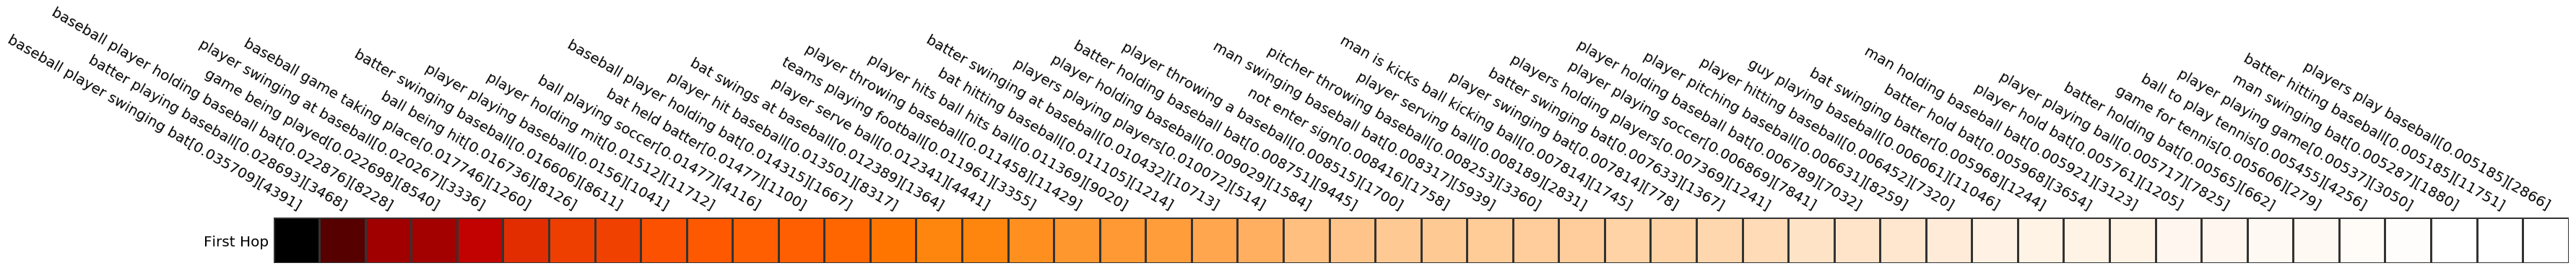 baseball player swinging bat[0.035709][4391]
batter playing baseball[0.028693][3468]
baseball player holding baseball bat[0.022876][8228]
game being played[0.022698][8540]
player swinging at baseball[0.020267][3336]
baseball game taking place[0.017746][1260]
ball being hit[0.016736][8126]
batter swinging baseball[0.016606][8611]
player playing baseball[0.0156][1041]
player holding mitt[0.01512][1712]
ball playing soccer[0.01477][4116]
bat held batter[0.01477][1100]
baseball player holding bat[0.014315][1667]
player hit baseball[0.013501][817]
bat swings at baseball[0.012389][1364]
player serve ball[0.012341][4441]
teams playing football[0.011961][355]
player throwing baseball[0.011458][11429]
player hits ball hits ball[0.011369][9020]
bat hitting baseball[0.011105][1214]
batter swinging at baseball[0.010432][1073]
players playing players[0.010072][514]
player holding baseball[0.009029][1584]
batter holding baseball bat[0.008751][9445]
player throwing a baseball[0.008515][1700]
not enter sign[0.008416][1758]
man swinging baseball bat[0.008317][5939]
pitcher throwing baseball[0.008253][3360]
player serving ball[0.008189][2831]
man is kicks ball kicking ball[0.007814][1745]
player swinging bat[0.007814][778]
batter swinging bat[0.007633][1367]
players holding players[0.007369][1241]
player playing soccer[0.006869][7841]
player holding baseball bat[0.006789][7032]
player pitching baseball[0.006631][8259]
player hitting baseball[0.006452][7320]
guy playing baseball[0.006061][1046]
bat swinging batter[0.005968][1244]
batter hold bat[0.005968][3654]
man holding baseball bat[0.005921][3123]
player hold bat[0.005761][1205]
player playing ball[0.005717][7825]
batter holding bat[0.00565][662]
game for tennis[0.005606][279]
ball to play tennis[0.005455][4256]
player playing game[0.00537][3050]
man swinging bat[0.005287][1880]
batter hitting baseball[0.005185][1751]
players play baseball[0.005185][2866]
First Hop